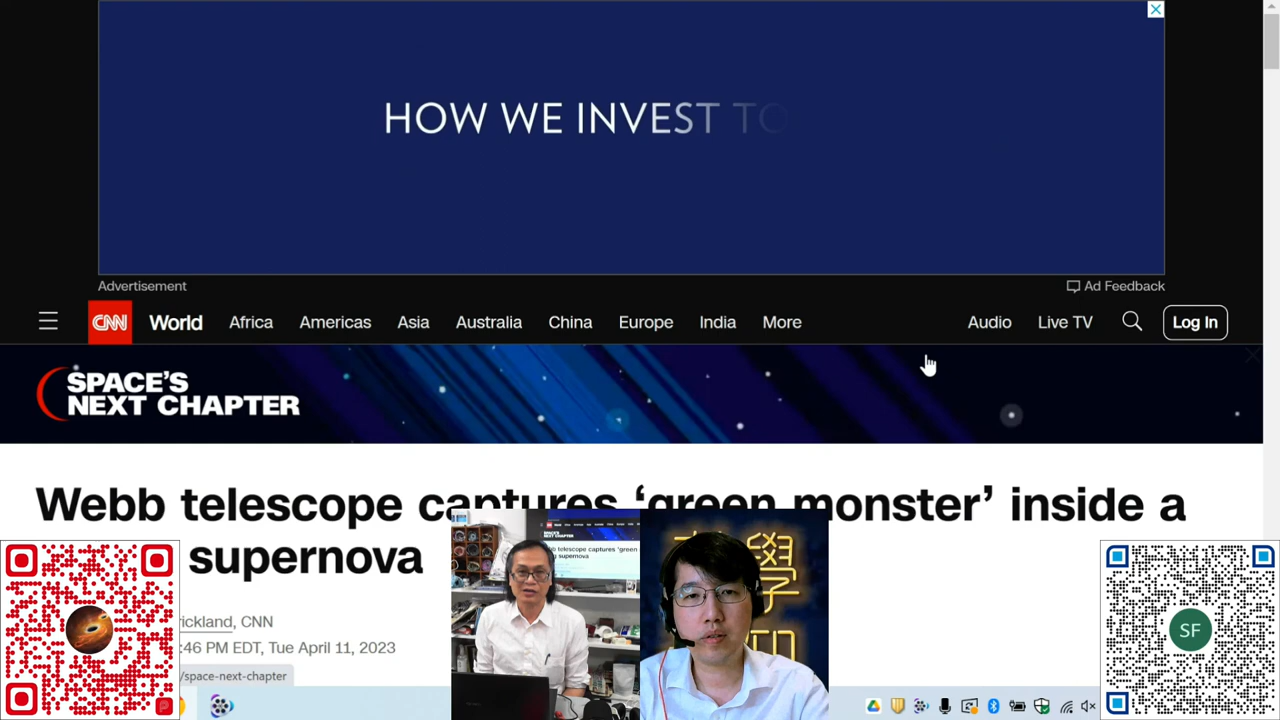 HOW WE INVEST TO
Advertisement
Ad Feedback
CNN World Africa Americas Asia Australia China Europe India More Audio Live TV Log In
SPACE'S
NEXT CHAPTER
Webb telescope captures ‘green monster’ inside a
supernova
rickland, CNN
:46 PM EDT, Tue April 11, 2023
/space-next-chapter
SF
學